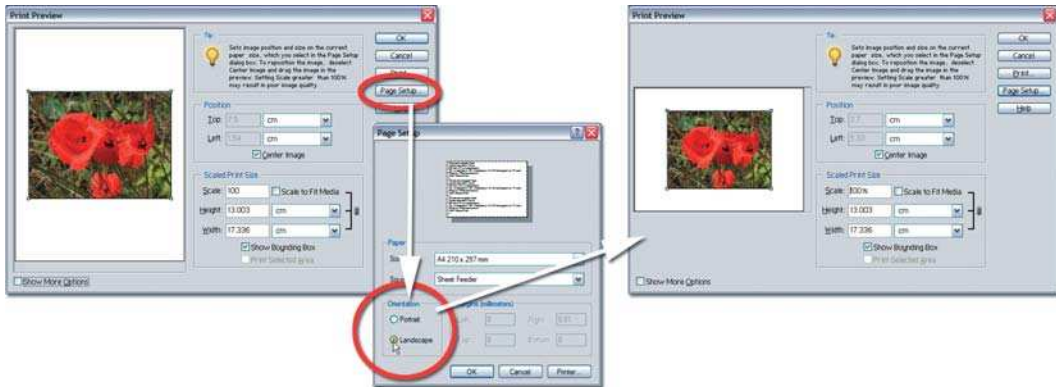 Print Preview
Tip
Sets image position and size on the current
paper size, which you select in the Page Setup
dialog box. To reposition the image, deselect
Center Image and drag the image in the
preview. Setting Scale greater than 100%
may result in poor image quality.
OK
Cancel
Print...
Page Setup...
Position
Top: cm
Left: cm
Center Image
Scaled Print Size
Scale: 100 Scale to Fit Media
Height: 13.003 cm
Width: 17.336 cm
Show Bounding Box
Print Selected Area
Show More Options
Page Setup
Paper
A4 210 x 297 mm
Sheet Feeder
Orientation
Portrait
Landscape
(millimeters)
OK Cancel Printer...
Print Preview
Sets image position and size on the current
paper size, which you select in the Page Setup
dialog box. To reposition the image, deselect
Center Image and drag the image in the
preview. Setting Scale greater than 100%
may result in poor image quality.
OK
Cancel
Print...
Page Setup...
Help
Position
Top: cm
Left: cm
Center Image
Scaled Print Size
Scale: 100% Scale to Fit Media
Height: 13.003 cm
Width: 17.336 cm
Show Bounding Box
Print Selected Area
Show More Options